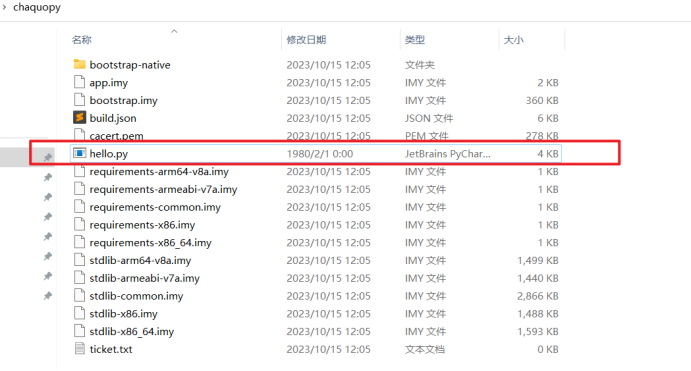 chaquopy
名称 修改日期 类型 大小
bootstrap-native 2023/10/15 12:05 文件夹
app.imy 2023/10/15 12:05 IMY 文件 2 KB
bootstrap.imy 2023/10/15 12:05 IMY 文件 360 KB
build.json 2023/10/15 12:05 JSON 文件 6 KB
cacert.pem 2023/10/15 12:05 PEM 文件 278 KB
hello.py 1980/2/1 0:00 JetBrains PyChar... 4 KB
requirements-arm64-v8a.imy 2023/10/15 12:05 IMY 文件 1 KB
requirements-armeabi-v7a.imy 2023/10/15 12:05 IMY 文件 1 KB
requirements-common.imy 2023/10/15 12:05 IMY 文件 1 KB
requirements-x86.imy 2023/10/15 12:05 IMY 文件 1 KB
requirements-x86_64.imy 2023/10/15 12:05 IMY 文件 1 KB
stdlib-arm64-v8a.imy 2023/10/15 12:05 IMY 文件 1,499 KB
stdlib-armeabi-v7a.imy 2023/10/15 12:05 IMY 文件 1,440 KB
stdlib-common.imy 2023/10/15 12:05 IMY 文件 2,866 KB
stdlib-x86.imy 2023/10/15 12:05 IMY 文件 1,488 KB
stdlib-x86_64.imy 2023/10/15 12:05 IMY 文件 1,593 KB
ticket.txt 2023/10/15 12:05 文本文档 0 KB